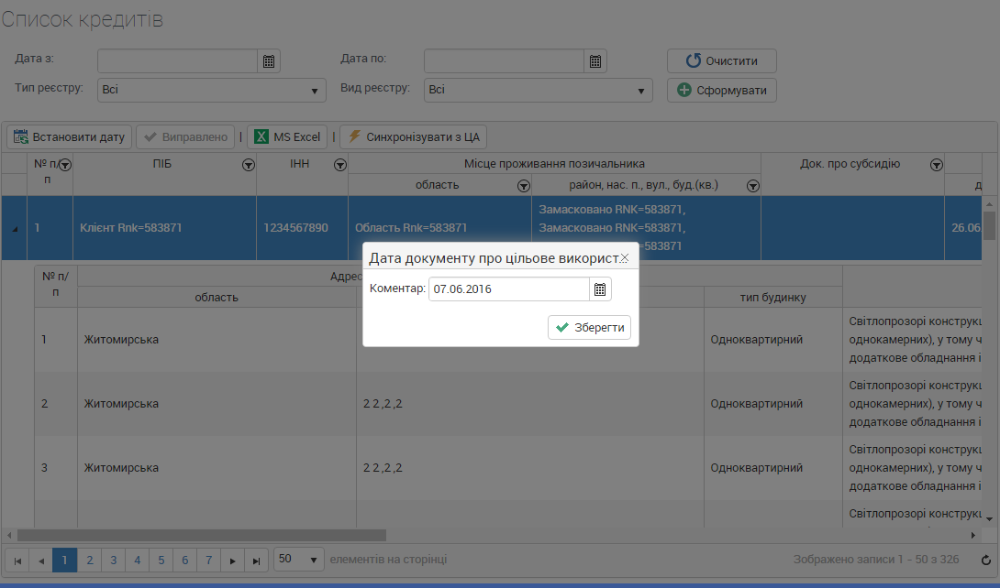 Список кредитів
Дата з: Дата по: Очистити
Тип реєстру: Всі Вид реєстру: Всі Сформувати
Встановити дату Виправлено | MS Excel | Синхронізувати з ЦА
№ п/п ПІБ ІНН Місце проживання позичальника Док. про субсидію
область район, нас. п., вул., буд.(кв.) д
Замасковано RNK=583871,
1 Клієнт Rnk=583871 1234567890 Область Rnk=583871 Замасковано RNK=583871, 26.06
=583871
Дата документу про цільове використ...
Коментар: 07.06.2016
Зберегти
№ п/п Адрес
область тип будинку
Світлопрозорі конструкц
1 Житомирська Одноквартирний однокамерних), у тому ч
додаткове обладнання і
Світлопрозорі конструкц
2 Житомирська 2 2 ,2 ,2 Одноквартирний однокамерних), у тому ч
додаткове обладнання і
Світлопрозорі конструкц
3 Житомирська 2 2 ,2 ,2 Одноквартирний однокамерних), у тому ч
додаткове обладнання і
Світлопрозорі конструкц
1 2 3 4 5 6 7 50 елементів на сторінці Зображено записи 1 - 50 з 326